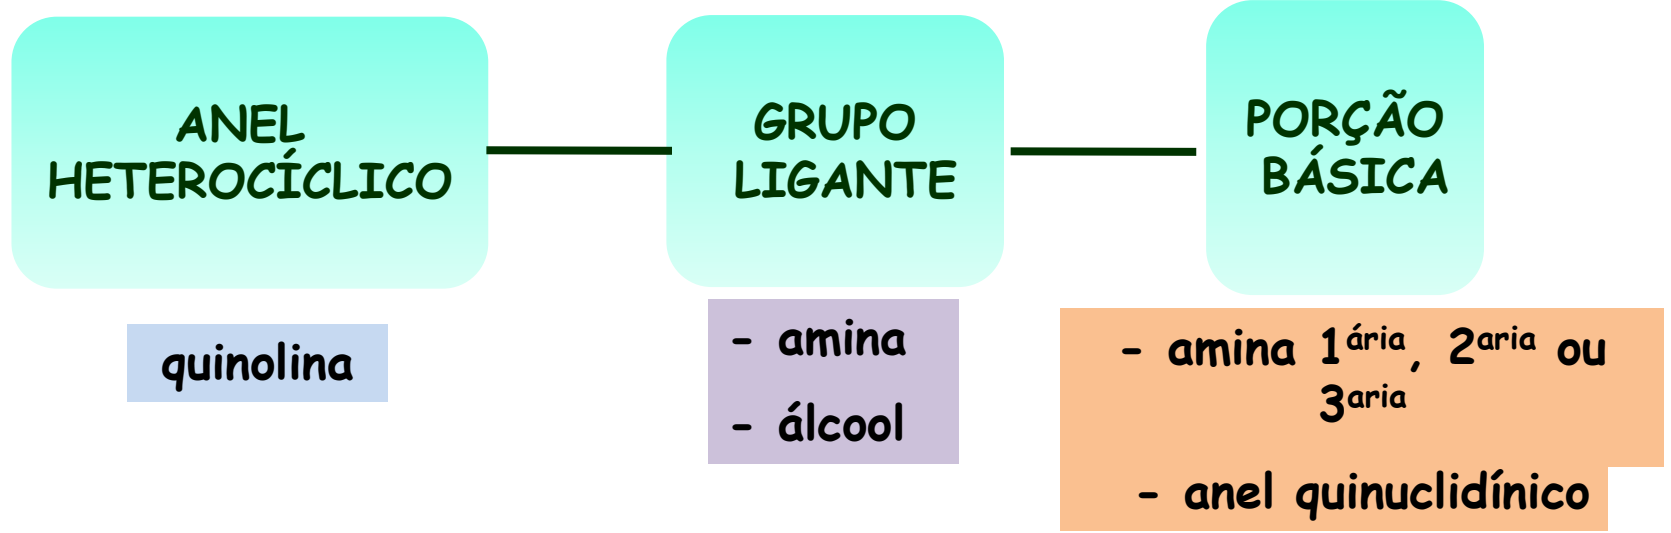 ANEL
HETEROCÍCLICO
GRUPO
LIGANTE
PORÇÃO
BÁSICA
quinolina
- amina
- álcool
- amina 1ária, 2aria ou
3aria
- anel quinuclidínico